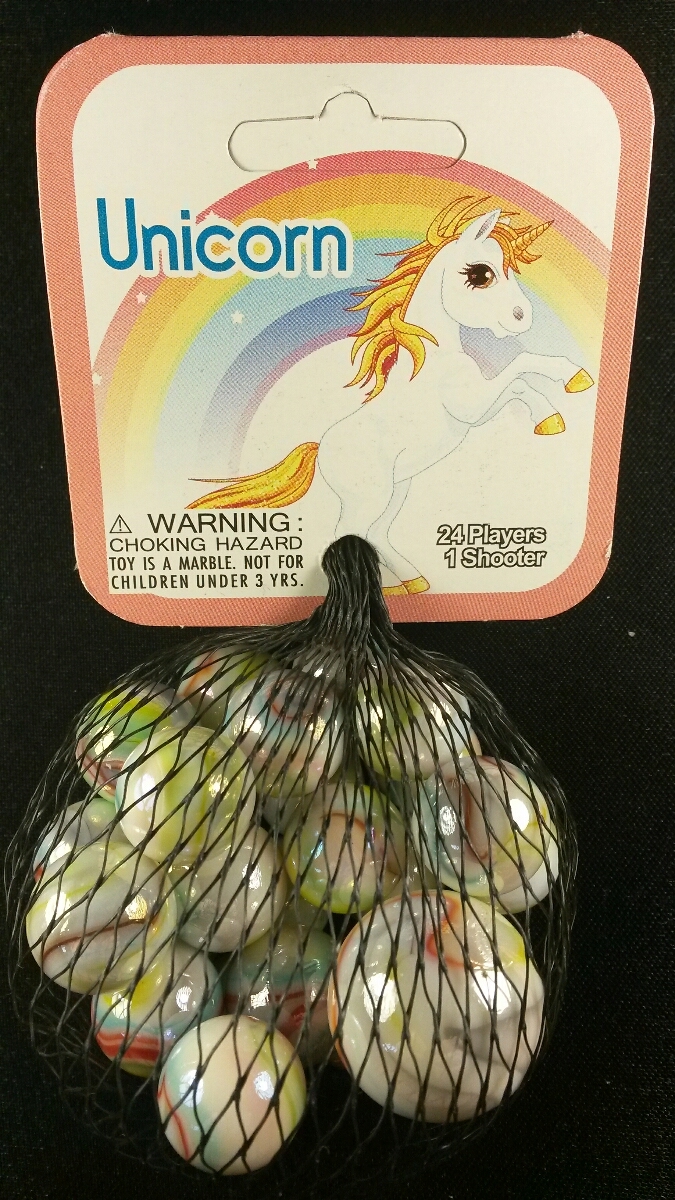 Unicorn
⚠ WARNING:
CHOKING HAZARD
TOY IS A MARBLE. NOT FOR
CHILDREN UNDER 3 YRS.
24 Players
1 Shooter